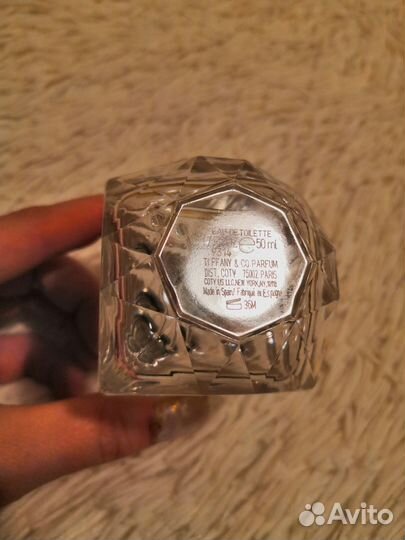 EAU DE TOILETTE
e 50 ml
TIFFANY & CO. PARFUM
DIST. COTY 75002 PARIS
COTY US LLC, NEW YORK, NY,
Made in Spain / Fabriqué en Espagne
36M
Avito